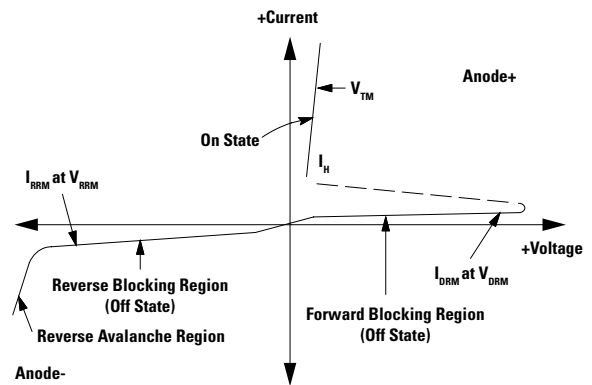 +Current
Anode+
V_TM
On State
I_H
I_RRM at V_RRM
+Voltage
I_DRM at V_DRM
Reverse Blocking Region
(Off State)
Forward Blocking Region
(Off State)
Reverse Avalanche Region
Anode-